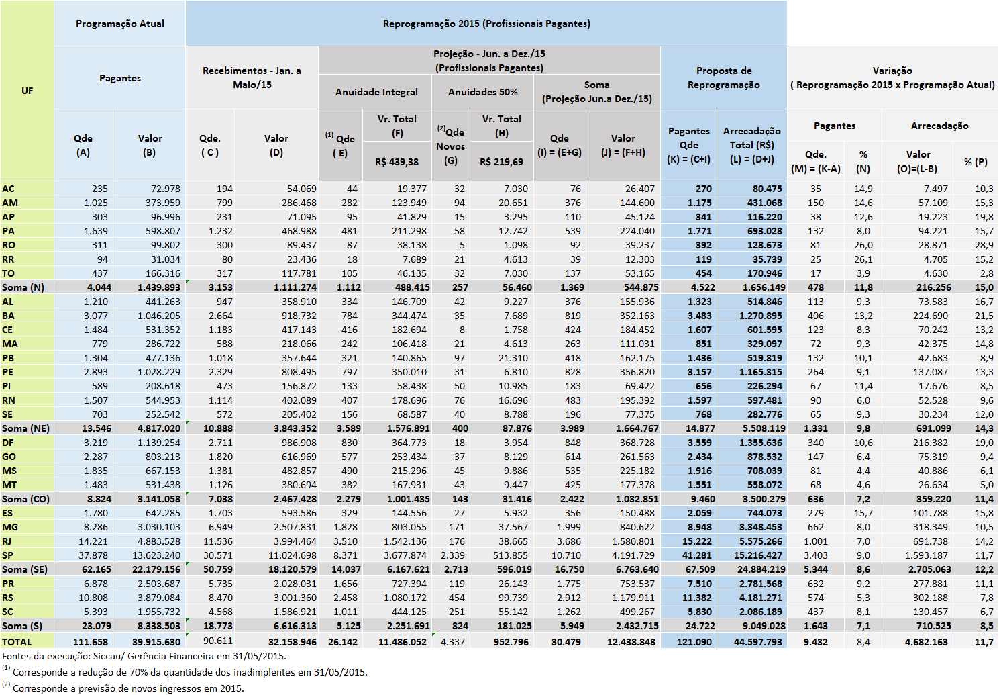 UF
Programação Atual
Reprogramação 2015 (Profissionais Pagantes)
Pagantes
Recebimentos - Jan. a
Maio/15
Projeção - Jun. a Dez./15
(Profissionais Pagantes)
Proposta de
Reprogramação
Variação
( Reprogramação 2015 x Programação Atual)
Anuidade Integral
Anuidades 50%
Soma
(Projeção Jun.a Dez./15)
Qde
(A)
Valor
(B)
Qde.
( C )
Valor
(D)
(1) Qde
( E)
Vr. Total
(F)
R$ 439,38
(2)Qde
Novos
(G)
Vr. Total
(H)
R$ 219,69
Qde
(I) = (E+G)
Valor
(J) = (F+H)
Pagantes
Qde
(K) = (C+I)
Arrecadação
Total (R$)
(L) = (D+J)
Pagantes
Arrecadação
Qde.
(M) = (K-A)
%
(N)
Valor
(O)=(L-B)
% (P)
AC 235 72.978 194 54.069 44 19.377 32 7.030 76 26.407 270 80.475 35 14,9 7.497 10,3
AM 1.025 373.959 799 286.468 282 123.949 94 20.651 376 144.600 1.175 431.068 150 14,6 57.109 15,3
AP 303 96.996 231 71.095 95 41.829 15 3.295 110 45.124 341 116.220 38 12,6 19.223 19,8
PA 1.639 598.807 1.232 468.988 481 211.298 58 12.742 539 224.040 1.771 693.028 132 8,0 94.221 15,7
RO 311 99.802 300 89.437 87 38.138 5 1.098 92 39.237 392 128.673 81 26,0 28.871 28,9
RR 94 31.034 80 23.436 18 7.689 21 4.613 39 12.303 119 35.739 25 26,1 4.705 15,2
TO 437 166.316 317 117.781 105 46.135 32 7.030 137 53.165 454 170.946 17 3,9 4.630 2,8
Soma (N) 4.044 1.439.893 3.153 1.111.274 1.112 488.415 257 56.460 1.369 544.875 4.522 1.656.149 478 11,8 216.256 15,0
AL 1.210 441.263 947 358.910 334 146.709 42 9.227 376 155.936 1.323 514.846 113 9,3 73.583 16,7
BA 3.077 1.046.205 2.664 918.732 784 344.474 35 7.689 819 352.163 3.483 1.270.895 406 13,2 224.690 21,5
CE 1.484 531.352 1.183 417.143 416 182.694 8 1.758 424 184.452 1.607 601.595 123 8,3 70.242 13,2
MA 779 286.722 588 218.066 242 106.418 21 4.613 263 111.031 851 329.097 72 9,3 42.375 14,8
PB 1.304 477.136 1.018 357.644 321 140.865 97 21.310 418 162.175 1.436 519.819 132 10,1 42.683 8,9
PE 2.893 1.028.229 2.329 808.495 797 350.010 31 6.810 828 356.820 3.157 1.165.315 264 9,1 137.087 13,3
PI 589 208.618 473 156.872 133 58.438 50 10.985 183 69.422 656 226.294 67 11,4 17.676 8,5
RN 1.507 544.953 1.114 402.089 407 178.696 76 16.696 483 195.392 1.597 597.481 90 6,0 52.528 9,6
SE 703 252.542 572 205.402 156 68.587 40 8.788 196 77.375 768 282.776 65 9,3 30.234 12,0
Soma (NE) 13.546 4.817.020 10.888 3.843.352 3.589 1.576.891 400 87.876 3.989 1.664.767 14.877 5.508.119 1.331 9,8 691.099 14,3
DF 3.219 1.139.254 2.711 986.908 830 364.773 18 3.954 848 368.728 3.559 1.355.636 340 10,6 216.382 19,0
GO 2.287 803.213 1.820 616.969 577 253.434 37 8.129 614 261.563 2.434 878.532 147 6,4 75.319 9,4
MS 1.835 667.153 1.381 482.857 490 215.296 45 9.886 535 225.182 1.916 708.039 81 4,4 40.886 6,1
MT 1.483 531.438 1.126 380.694 382 167.931 43 9.447 425 177.378 1.551 558.072 68 4,6 26.634 5,0
Soma (CO) 8.824 3.141.058 7.038 2.467.428 2.279 1.001.435 143 31.416 2.422 1.032.851 9.460 3.500.279 636 7,2 359.220 11,4
ES 1.780 642.285 1.703 593.586 329 144.556 27 5.932 356 150.488 2.059 744.073 279 15,7 101.788 15,8
MG 8.286 3.030.103 6.949 2.507.831 1.828 803.055 171 37.567 1.999 840.622 8.948 3.348.453 662 8,0 318.349 10,5
RJ 14.221 4.883.528 11.536 3.994.464 3.510 1.542.136 176 38.665 3.686 1.580.801 15.222 5.575.266 1.001 7,0 691.738 14,2
SP 37.878 13.623.240 30.571 11.024.698 8.371 3.677.874 2.339 513.855 10.710 4.191.729 41.281 15.216.427 3.403 9,0 1.593.187 11,7
Soma (SE) 62.165 22.179.156 50.759 18.120.579 14.037 6.167.621 2.713 596.019 16.750 6.763.640 67.509 24.884.219 5.344 8,6 2.705.063 12,2
PR 6.878 2.503.687 5.735 2.028.031 1.656 727.394 119 26.143 1.775 753.537 7.510 2.781.568 632 9,2 277.881 11,1
RS 10.808 3.879.084 8.470 3.001.360 2.458 1.080.172 454 99.739 2.912 1.179.911 11.382 4.181.271 574 5,3 302.188 7,8
SC 5.393 1.955.732 4.568 1.586.921 1.011 444.125 251 55.142 1.262 499.267 5.830 2.086.189 437 8,1 130.457 6,7
Soma (S) 23.079 8.338.503 18.773 6.616.313 5.125 2.251.691 824 181.025 5.949 2.432.715 24.722 9.049.028 1.643 7,1 710.525 8,5
TOTAL 111.658 39.915.630 90.611 32.158.946 26.142 11.486.052 4.337 952.796 30.479 12.438.848 121.090 44.597.793 9.432 8,4 4.682.163 11,7
Fontes da execução: Siccau/ Gerência Financeira em 31/05/2015.
(1) Corresponde a redução de 70% da quantidade dos inadimplentes em 31/05/2015.
(2) Corresponde a previsão de novos ingressos em 2015.